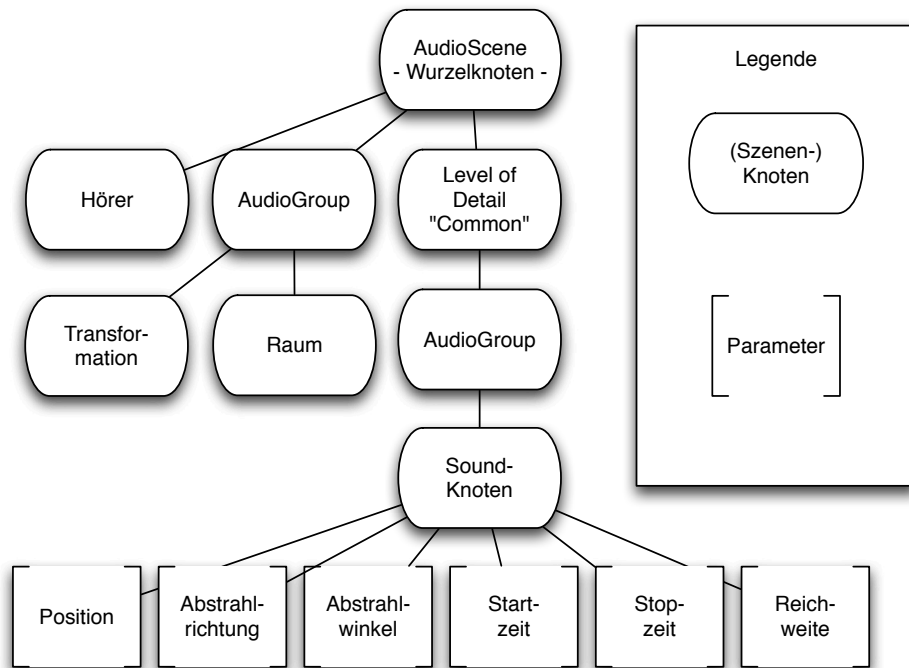 AudioScene
- Wurzelknoten -
Legende
(Szenen-)
Knoten
Hörer
AudioGroup
Level of
Detail
"Common"
Transfor-
mation
Raum
AudioGroup
Parameter
Sound-
Knoten
Position
Abstrahl-
richtung
Abstrahl-
winkel
Start-
zeit
Stop-
zeit
Reich-
weite